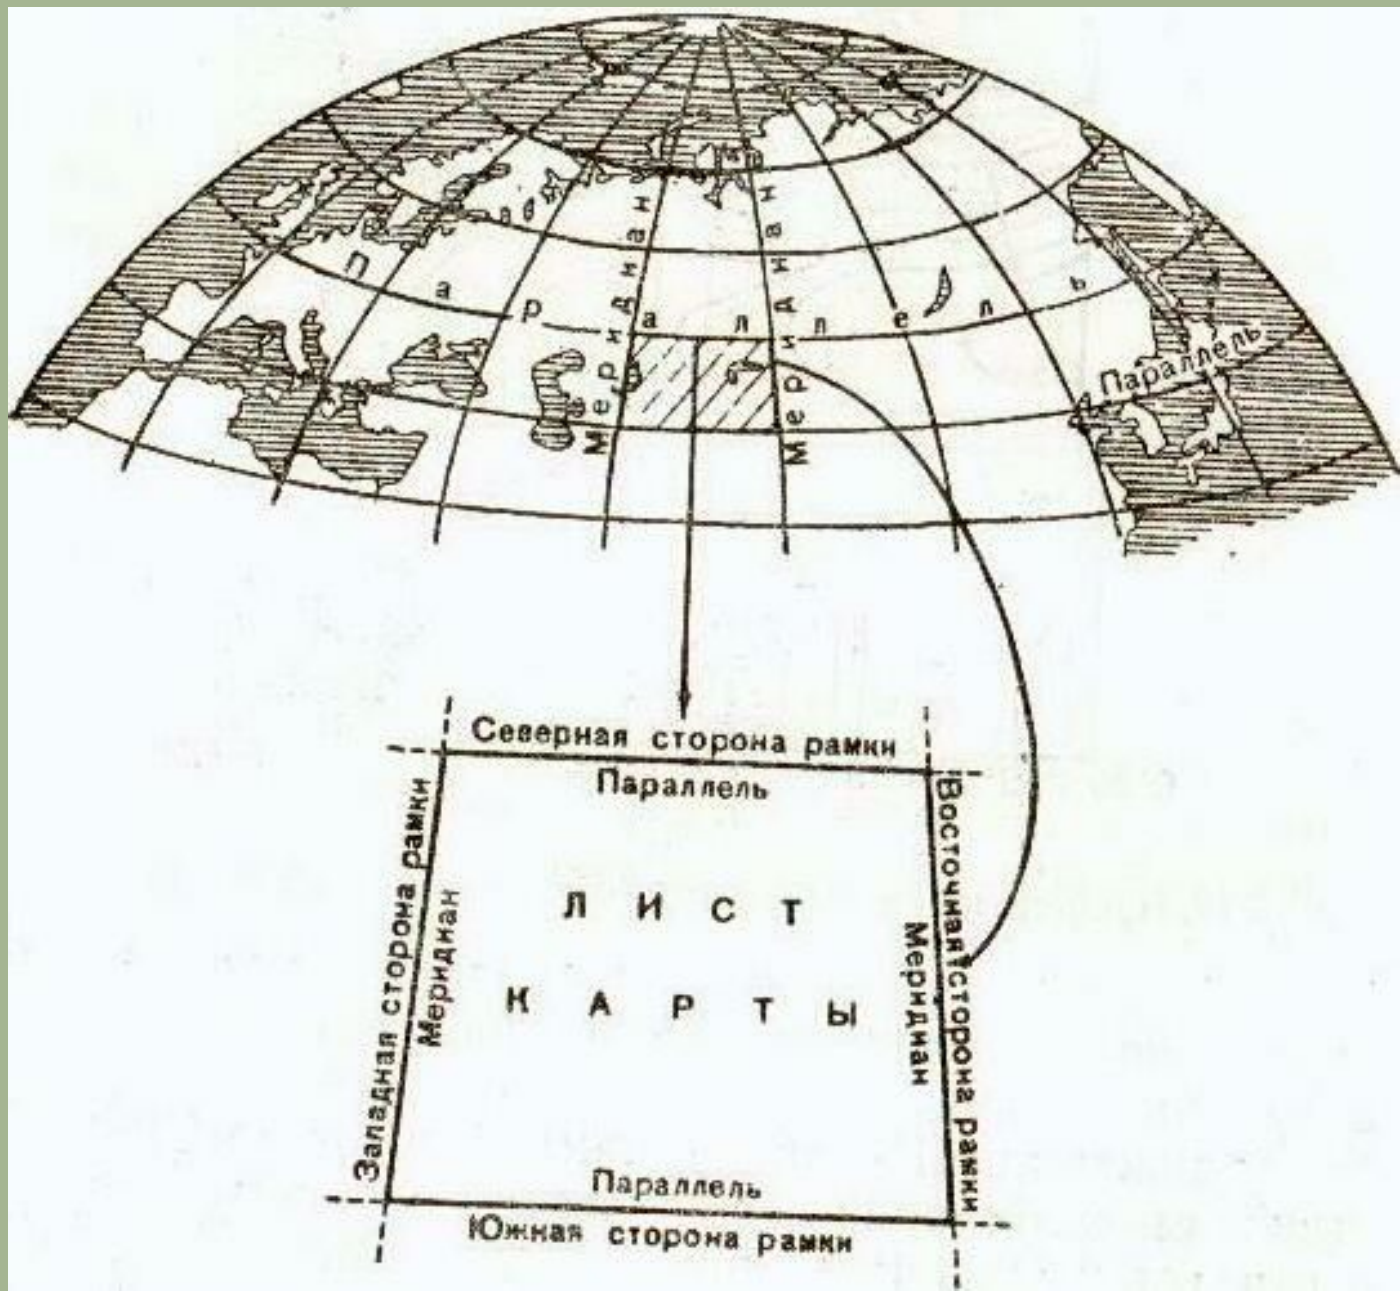 Параллель
Параллель
Меридиан
Меридиан
Северная сторона рамки
Параллель
Западная сторона рамки
Меридиан
ЛИСТ
КАРТЫ
Меридиан
Восточная сторона рамки
Параллель
Южная сторона рамки